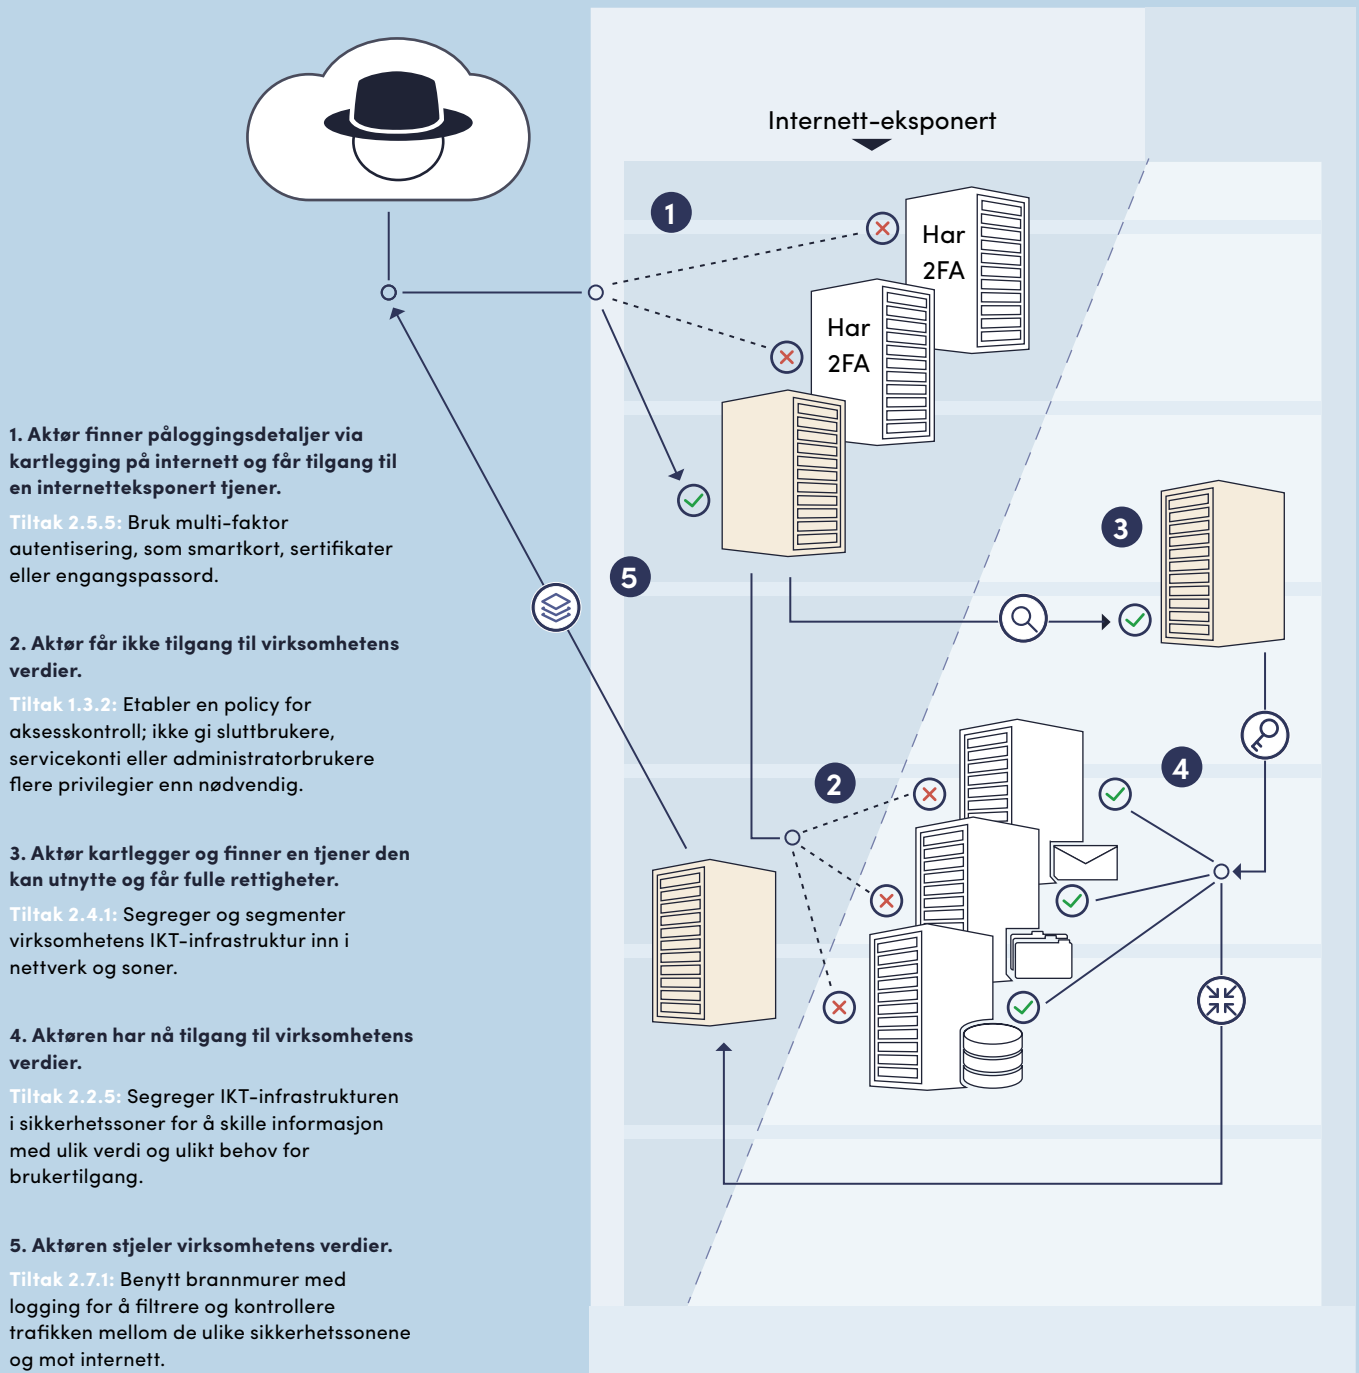 Internett-eksponert
1
Har
2FA
Har
2FA
3
5
2
4
1. Aktør finner påloggingsdetaljer via
kartlegging på internett og får tilgang til
en internetteksponert tjener.
Tiltak 2.5.5: Bruk multi-faktor
autentisering, som smartkort, sertifikater
eller engangspassord.
2. Aktør får ikke tilgang til virksomhetens
verdier.
Tiltak 1.3.2: Etabler en policy for
aksesskontroll; ikke gi sluttbrukere,
servicekonti eller administratorbrukere
flere privilegier enn nødvendig.
3. Aktør kartlegger og finner en tjener den
kan utnytte og får fulle rettigheter.
Tiltak 2.4.1: Segreger og segmenter
virksomhetens IKT-infrastruktur inn i
nettverk og soner.
4. Aktøren har nå tilgang til virksomhetens
verdier.
Tiltak 2.2.5: Segreger IKT-infrastrukturen
i sikkerhetssoner for å skille informasjon
med ulik verdi og ulikt behov for
brukertilgang.
5. Aktøren stjeler virksomhetens verdier.
Tiltak 2.7.1: Benytt brannmurer med
logging for å filtrere og kontrollere
trafikken mellom de ulike sikkerhetssonene
og mot internett.